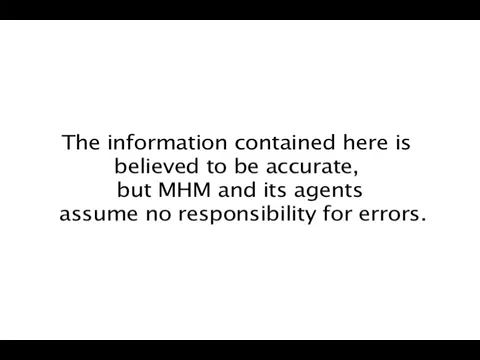 The information contained here is
believed to be accurate,
but MHM and its agents
assume no responsibility for errors.